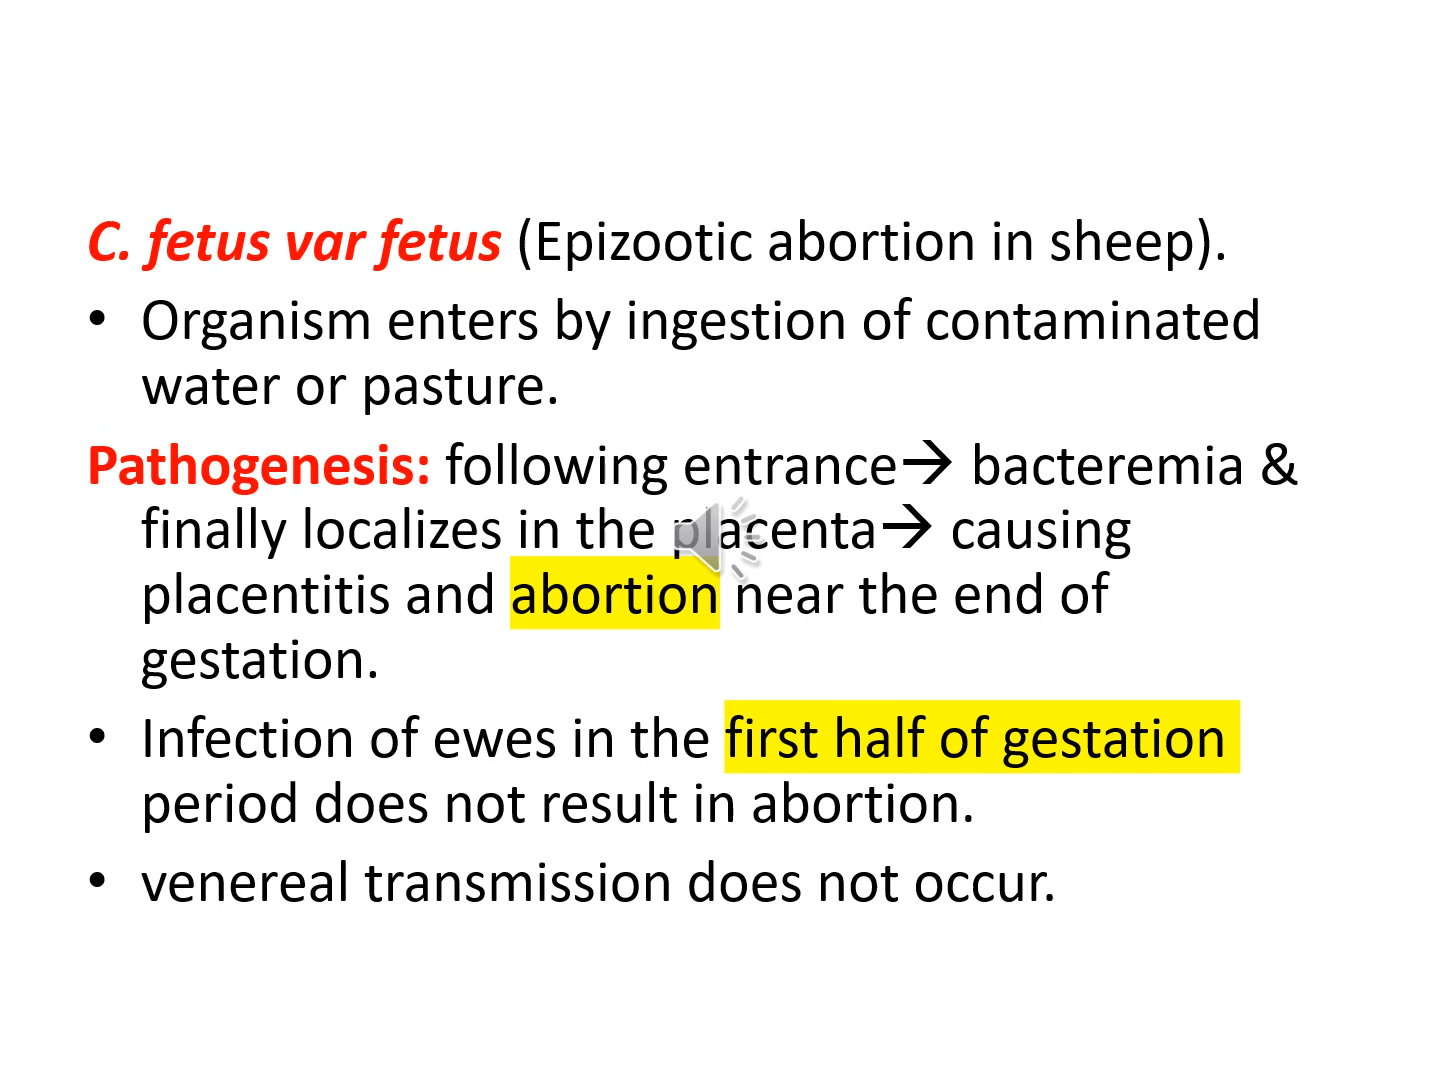 C. fetus var fetus (Epizootic abortion in sheep).
• Organism enters by ingestion of contaminated
water or pasture.
Pathogenesis: following entrance→ bacteremia &
finally localizes in the placenta→ causing
placentitis and abortion near the end of
gestation.
• Infection of ewes in the first half of gestation
period does not result in abortion.
• venereal transmission does not occur.